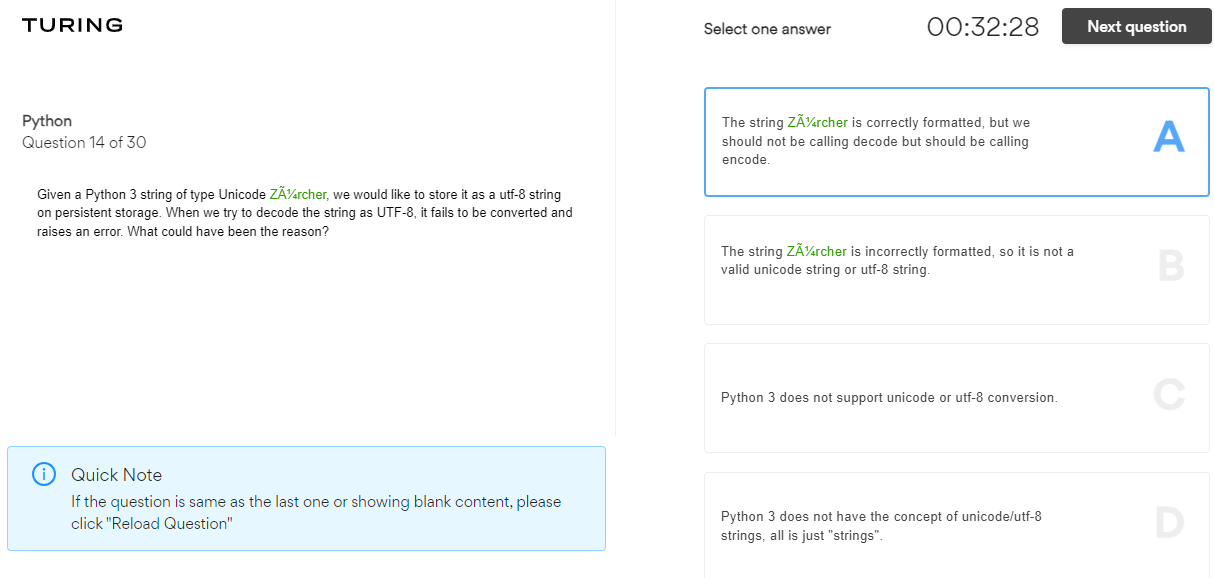 TURING
Select one answer
00:32:28
Next question
Python
Question 14 of 30
Given a Python 3 string of type Unicode ZÃ¼rcher, we would like to store it as a utf-8 string
on persistent storage. When we try to decode the string as UTF-8, it fails to be converted and
raises an error. What could have been the reason?
The string ZÃ¼rcher is correctly formatted, but we
should not be calling decode but should be calling
encode.
A
The string ZÃ¼rcher is incorrectly formatted, so it is not a
valid unicode string or utf-8 string.
B
Python 3 does not support unicode or utf-8 conversion.
C
Python 3 does not have the concept of unicode/utf-8
strings, all is just "strings".
D
Quick Note
If the question is same as the last one or showing blank content, please
click "Reload Question"